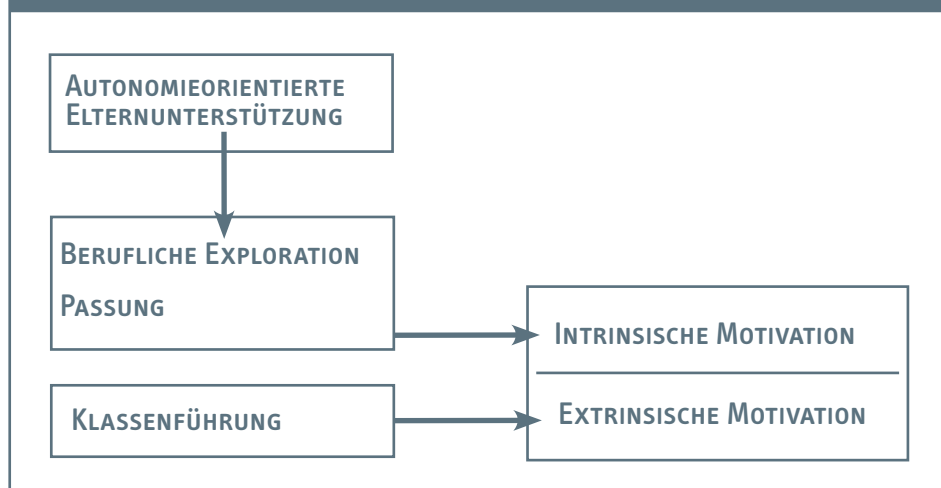 Autonomieorientierte
Elternunterstützung
Berufliche Exploration
Passung
Intrinsische Motivation
Klassenführung
Extrinsische Motivation